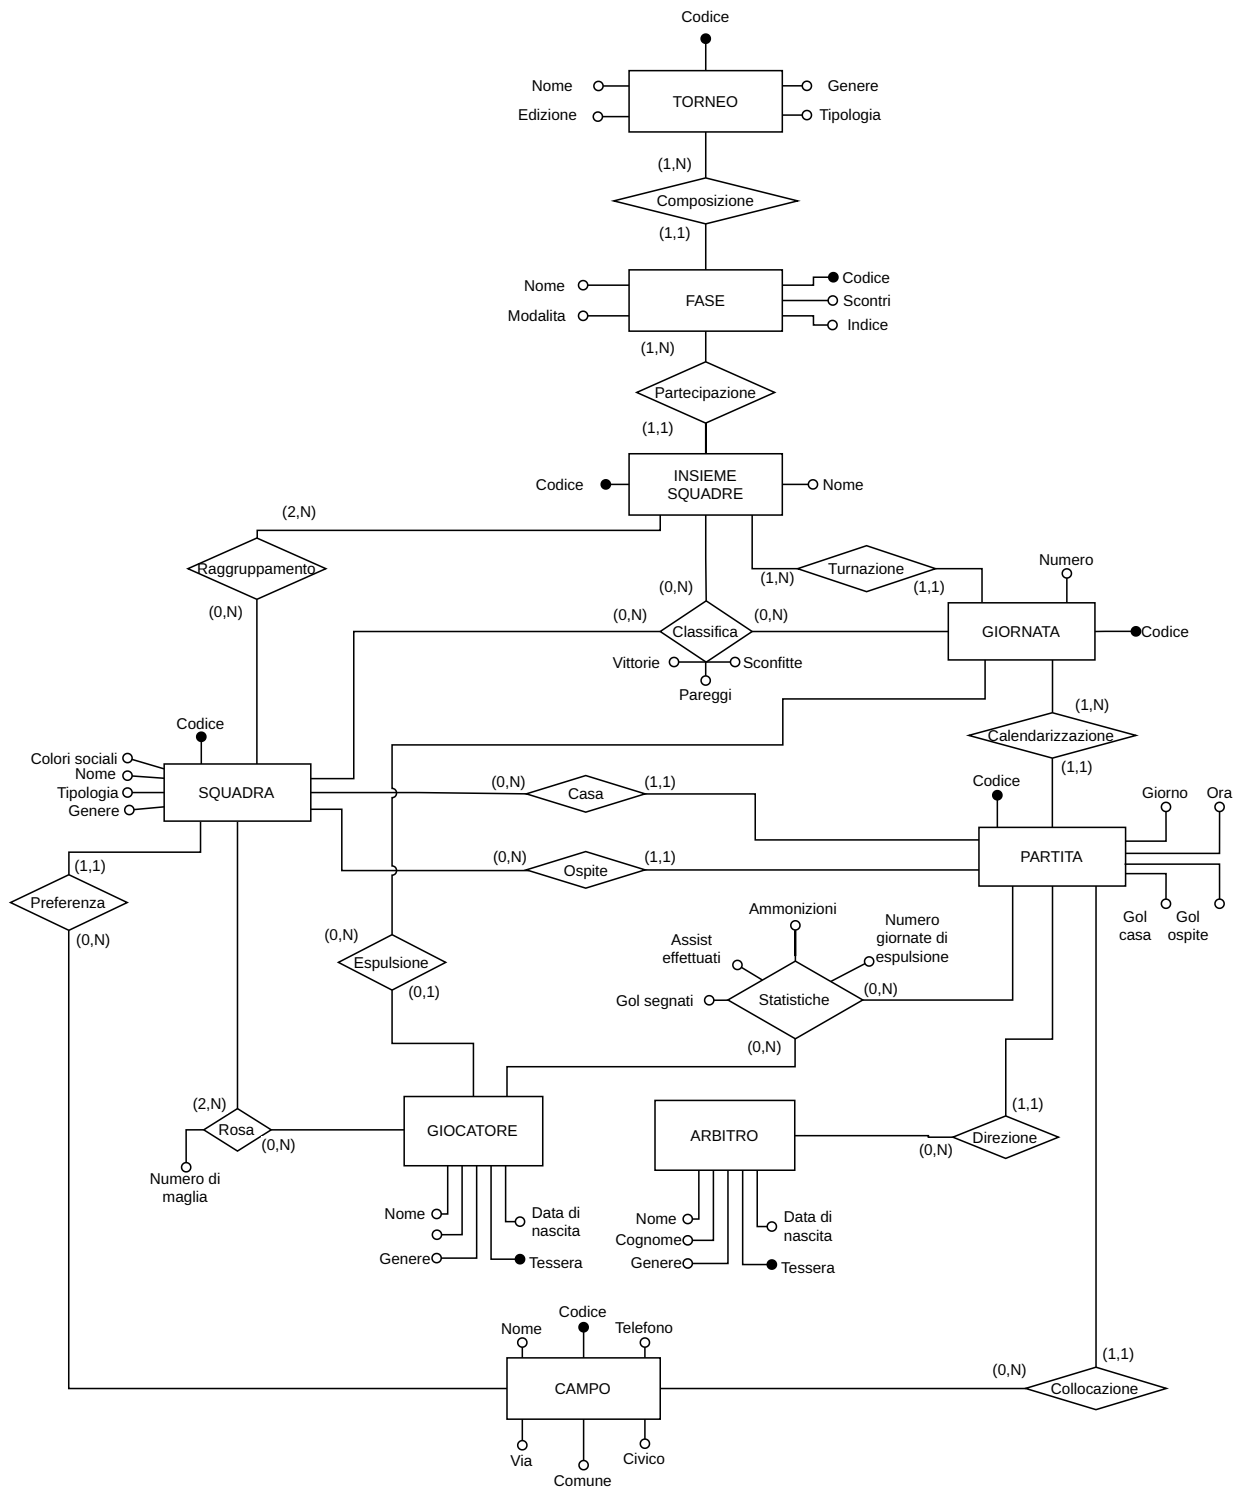 Codice
Nome
Genere
TORNEO
Edizione
Tipologia
(1,N)
Composizione
(1,1)
Codice
Nome
FASE
Scontri
Modalita
Indice
(1,N)
Partecipazione
(1,1)
Codice
INSIEME
SQUADRE
Nome
(2,N)
Raggruppamento
(0,N)
Turnazione
(1,N)
(1,1)
Numero
(0,N)
(0,N)
(0,N)
Classifica
GIORNATA
Codice
Vittorie
Sconfitte
Pareggi
(1,N)
Calendarizzazione
(1,1)
Codice
Colori sociali
Nome
Tipologia
Genere
SQUADRA
(0,N)
Casa
(1,1)
Codice
Giorno
Ora
(0,N)
Ospite
(1,1)
PARTITA
Gol
casa
Gol
ospite
(1,1)
Preferenza
(0,N)
(0,N)
Espulsione
(0,1)
Ammonizioni
Assist
effettuati
Numero
giornate di
espulsione
Gol segnati
Statistiche
(0,N)
(0,N)
(2,N)
Rosa
(0,N)
Numero di
maglia
GIOCATORE
ARBITRO
(1,1)
Direzione
(0,N)
Nome
Genere
Data di
nascita
Tessera
Nome
Cognome
Genere
Data di
nascita
Tessera
Codice
Nome
Telefono
CAMPO
(0,N)
(1,1)
Collocazione
Via
Comune
Civico